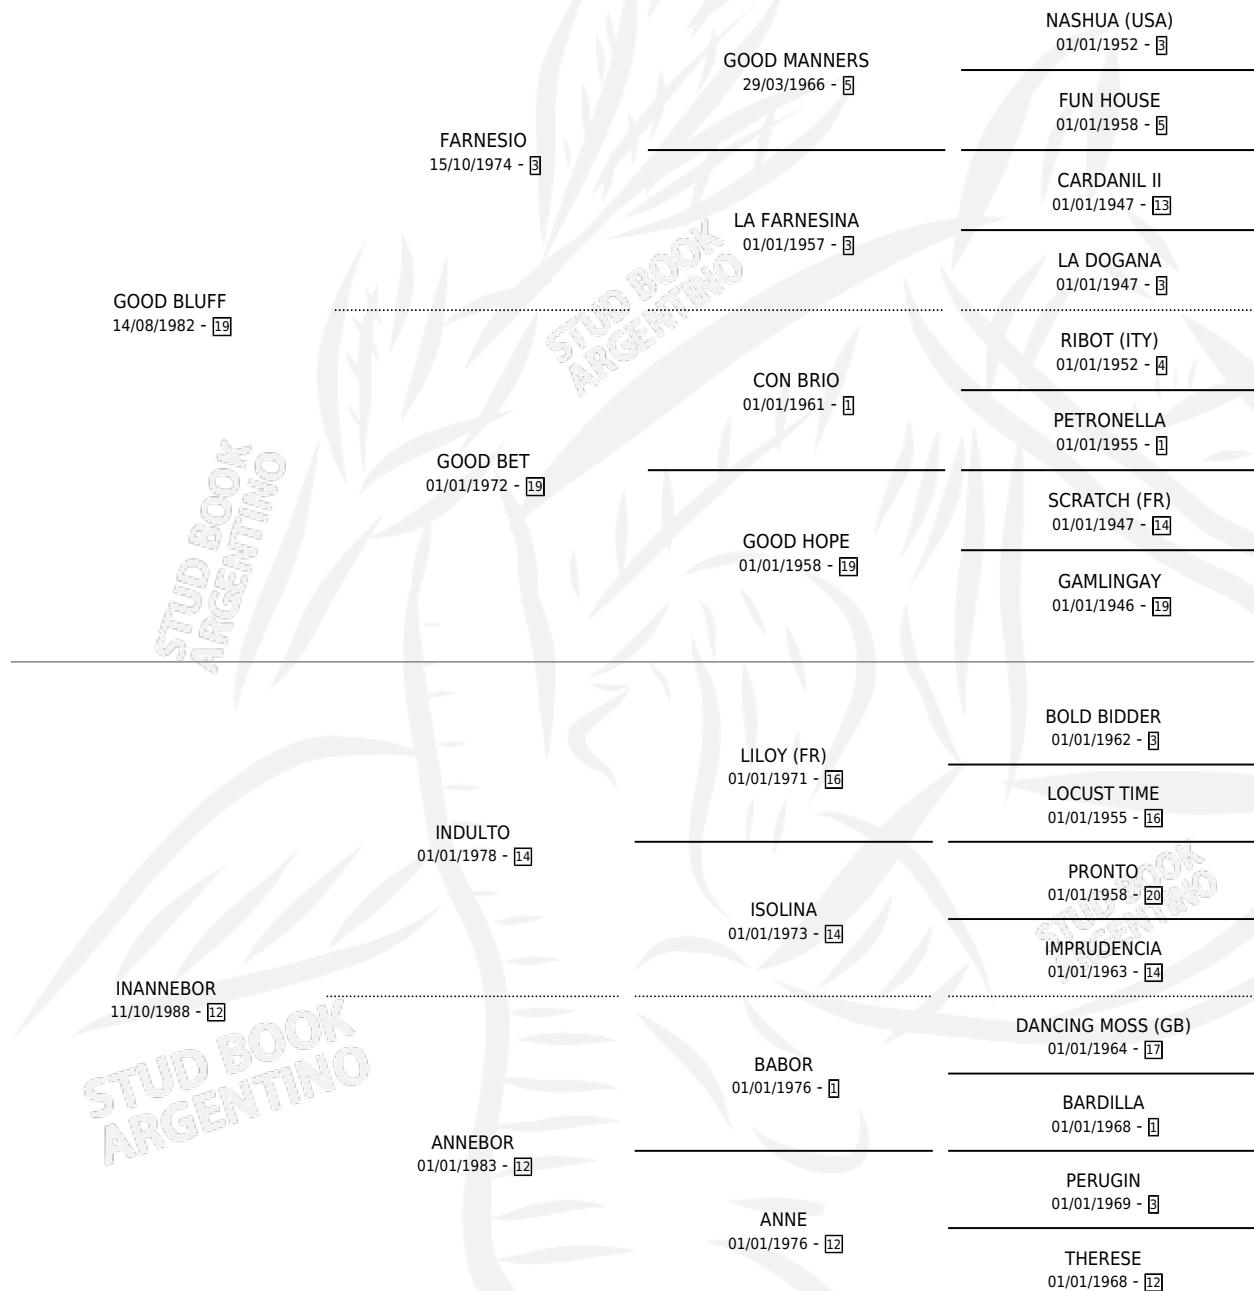 NASHUA (USA)
01/01/1952 - 3
GOOD MANNERS
29/03/1966 - 5
FUN HOUSE
01/01/1958 - 5
FARNESIO
15/10/1974 - 3
CARDANIL II
01/01/1947 - 13
LA FARNESINA
01/01/1957 - 3
LA DOGANA
01/01/1947 - 3
GOOD BLUFF
14/08/1982 - 19
STUD BOOK
ARGENTINO
RIBOT (ITY)
01/01/1952 - 4
CON BRIO
01/01/1961 - 1
PETRONELLA
01/01/1955 - 1
GOOD BET
01/01/1972 - 19
SCRATCH (FR)
01/01/1947 - 14
GOOD HOPE
01/01/1958 - 19
GAMLINGAY
01/01/1946 - 19
STUD BOOK
ARGENTINO
BOLD BIDDER
01/01/1962 - 3
LILOY (FR)
01/01/1971 - 16
LOCUST TIME
01/01/1955 - 16
INDULTO
01/01/1978 - 14
PRONTO
01/01/1958 - 20
STUD BOOK
ARGENTINO
ISOLINA
01/01/1973 - 14
IMPRUDENCIA
01/01/1963 - 14
INANNEBOR
11/10/1988 - 12
STUD BOOK
ARGENTINO
DANCING MOSS (GB)
01/01/1964 - 17
BABOR
01/01/1976 - 1
BARDILLA
01/01/1968 - 1
ANNEBOR
01/01/1983 - 12
PERUGIN
01/01/1969 - 3
ANNE
01/01/1976 - 12
THERESE
01/01/1968 - 12